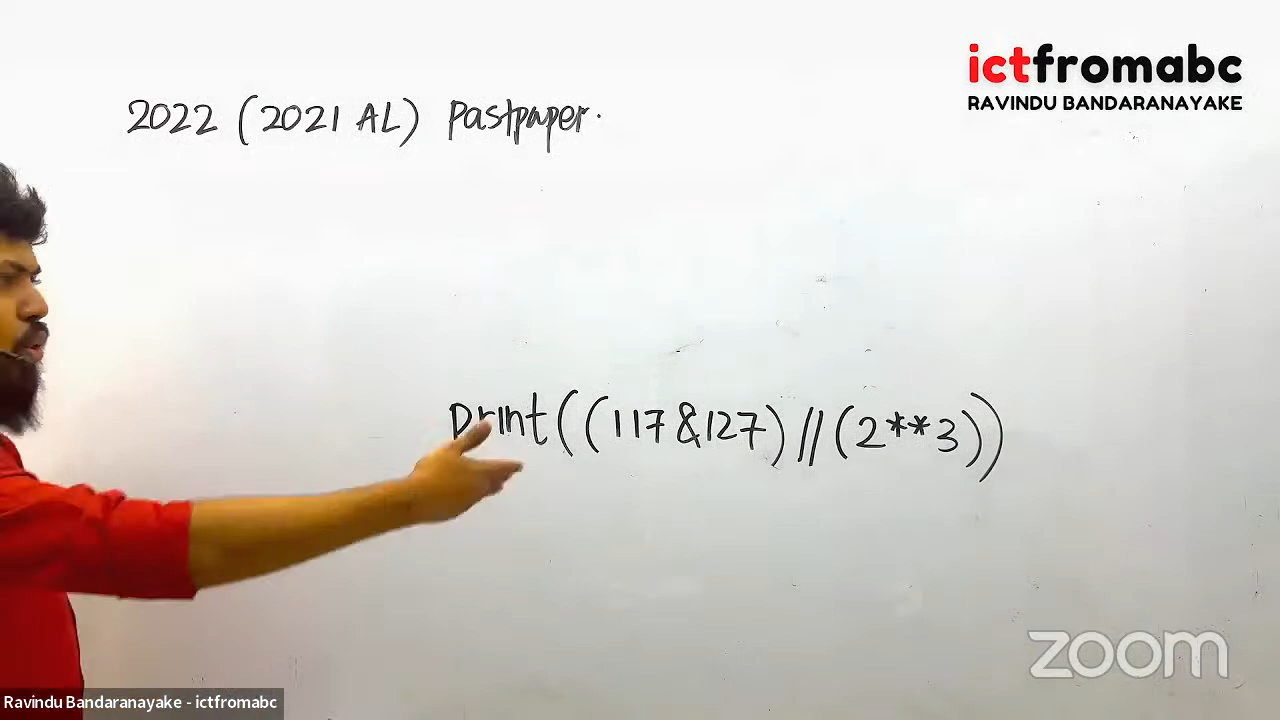 ictfromabc
RAVINDU BANDARANAYAKE
2022 (2021 AL) Pastpaper.
print((117&127)//(2**3))
zoom
Ravindu Bandaranayake - ictfromabc